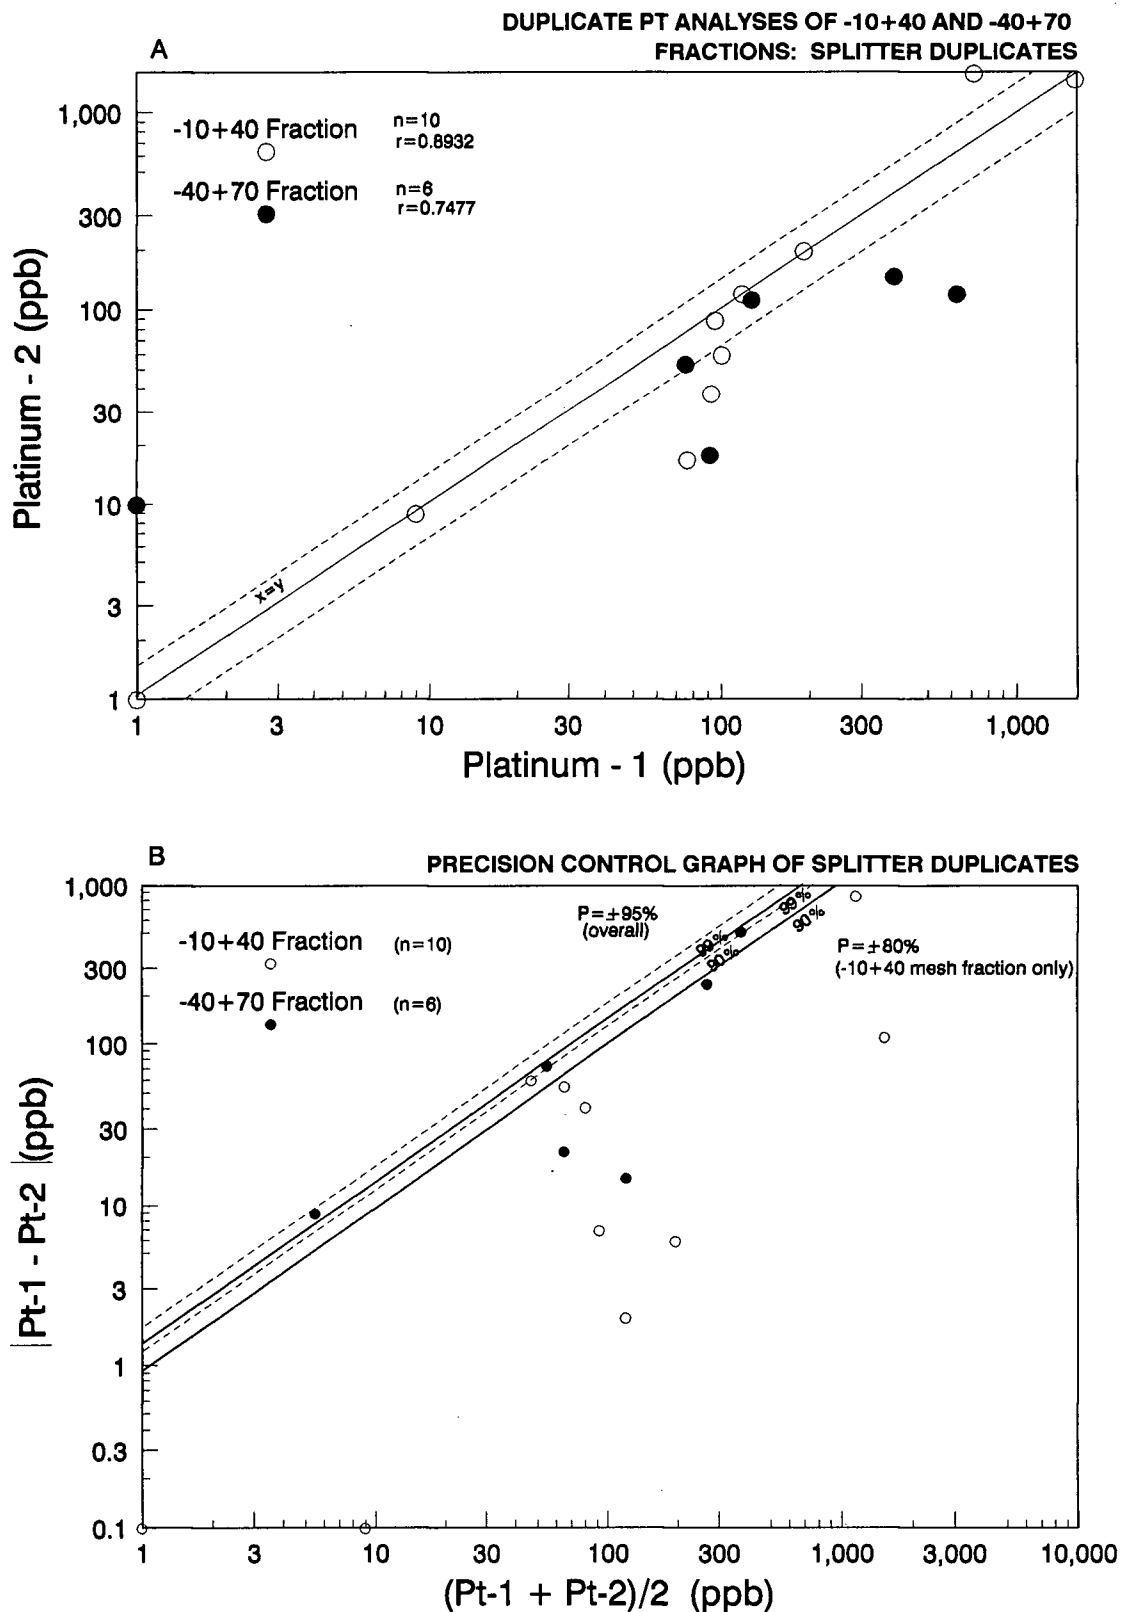 DUPLICATE PT ANALYSES OF -10+40 AND -40+70
A
FRACTIONS: SPLITTER DUPLICATES
-10+40 Fraction
n=10
r=0.8932
-40+70 Fraction
n=6
r=0.7477
Platinum - 2 (ppb)
1,000
300
100
30
10
3
1
x=y
1
3
10
30
100
300
1,000
Platinum - 1 (ppb)
B
PRECISION CONTROL GRAPH OF SPLITTER DUPLICATES
-10+40 Fraction
(n=10)
-40+70 Fraction
(n=6)
P=±95%
(overall)
99%
90%
99%
90%
P=±80%
(-10+40 mesh fraction only)
|Pt-1 - Pt-2|(ppb)
1,000
300
100
30
10
3
1
0.3
0.1
1
3
10
30
100
300
1,000
3,000
10,000
(Pt-1 + Pt-2)/2 (ppb)